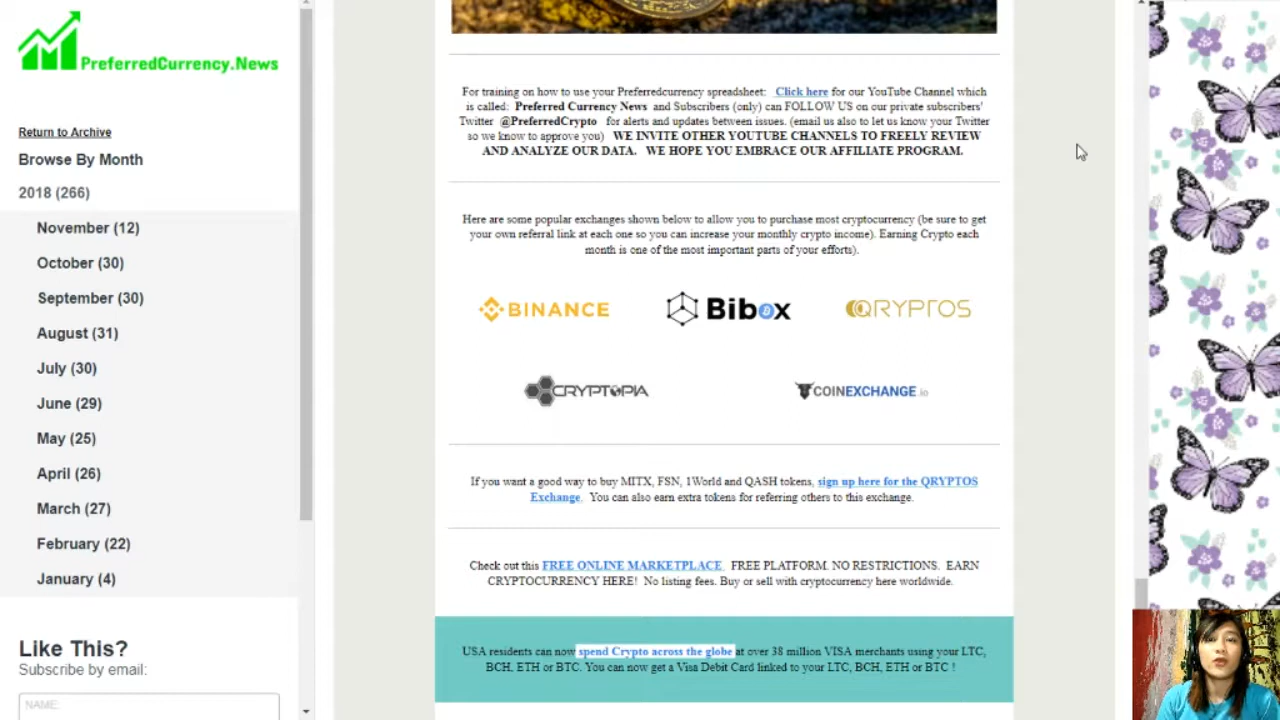 PreferredCurrency.News
Return to Archive
Browse By Month
2018 (266)
November (12)
October (30)
September (30)
August (31)
July (30)
June (29)
May (25)
April (26)
March (27)
February (22)
January (4)
Like This?
Subscribe by email:
NAME:
For training on how to use your Preferredcurrency spreadsheet: Click here for our YouTube Channel which
is called: Preferred Currency News and Subscribers (only) can FOLLOW US on our private subscribers'
Twitter @PreferredCrypto for alerts and updates between issues. (email us also to let us know your Twitter
so we know to approve you) WE INVITE OTHER YOUTUBE CHANNELS TO FREELY REVIEW
AND ANALYZE OUR DATA. WE HOPE YOU EMBRACE OUR AFFILIATE PROGRAM.
Here are some popular exchanges shown below to allow you to purchase most cryptocurrency (be sure to get
your own referral link at each one so you can increase your monthly crypto income). Earning Crypto each
month is one of the most important parts of your efforts).
BINANCE Bibox QRYPTOS
CRYPTOPIA COINEXCHANGE.io
If you want a good way to buy MITX, FSN, 1World and QASH tokens, sign up here for the QRYPTOS
Exchange. You can also earn extra tokens for referring others to this exchange.
Check out this FREE ONLINE MARKETPLACE FREE PLATFORM. NO RESTRICTIONS. EARN
CRYPTOCURRENCY HERE! No listing fees. Buy or sell with cryptocurrency here worldwide.
USA residents can now spend Crypto across the globe at over 38 million VISA merchants using your LTC,
BCH, ETH or BTC. You can now get a Visa Debit Card linked to your LTC, BCH, ETH or BTC !